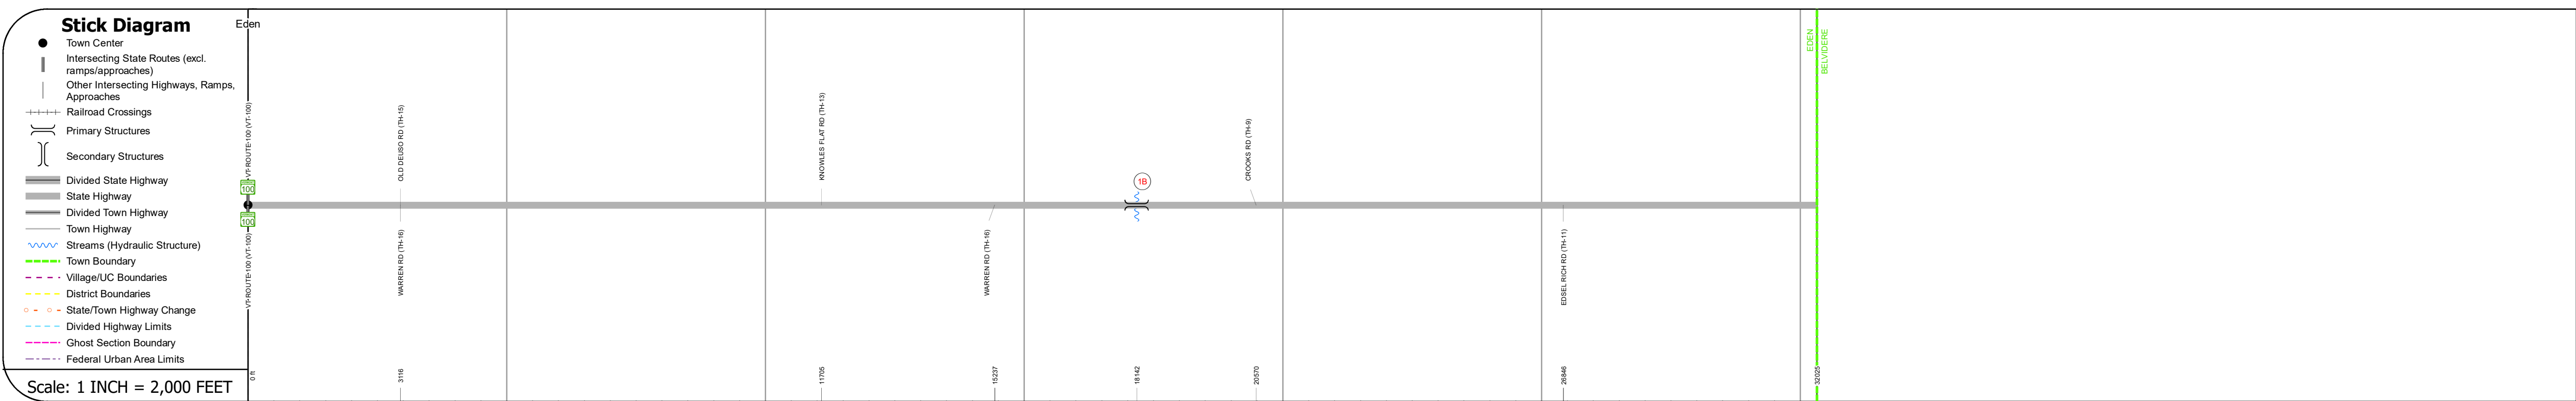 Stick Diagram
Town Center
Intersecting State Routes (excl.
ramps/approaches)
Other Intersecting Highways, Ramps,
Approaches
Railroad Crossings
Primary Structures
Secondary Structures
Divided State Highway
State Highway
Divided Town Highway
Town Highway
Streams (Hydraulic Structure)
Town Boundary
Village/UC Boundaries
District Boundaries
State/Town Highway Change
Divided Highway Limits
Ghost Section Boundary
Federal Urban Area Limits
Scale: 1 INCH = 2,000 FEET
Eden
VT-ROUTE-100 (VT-100)
100
100
VT-ROUTE-100 (VT-100)
0 ft
OLD DEUSO RD (TH-15)
WARREN RD (TH-16)
3116
KNOWLES FLAT RD (TH-13)
11705
WARREN RD (TH-16)
15237
1B
18142
CROOKS RD (TH-9)
20570
EDSEL RICH RD (TH-11)
26846
EDEN
BELVIDERE
32025